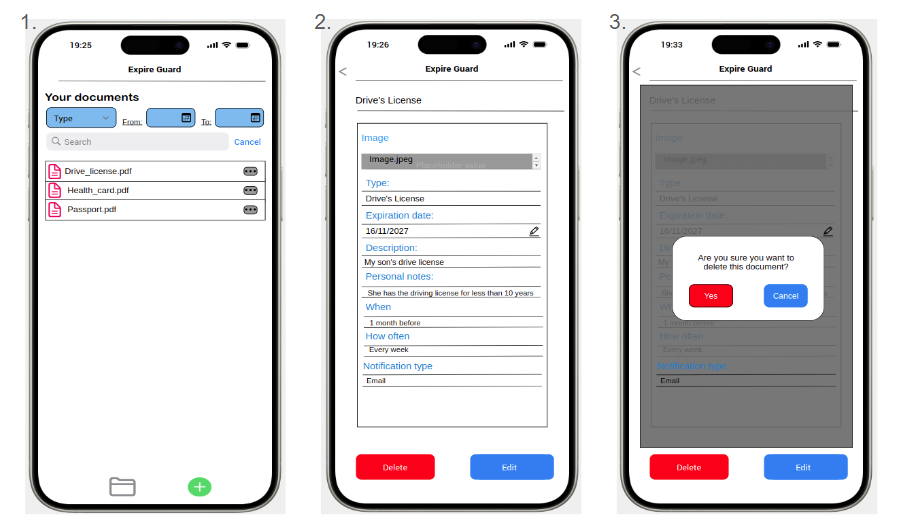 1.
19:25
Expire Guard
Your documents
Type
From:
To:
Search
Cancel
Drive_license.pdf
Health_card.pdf
Passport.pdf
2.
19:26
<
Expire Guard
Drive's License
Image
Image.jpeg
Placeholder value
Type:
Drive's License
Expiration date:
16/11/2027
Description:
My son's drive license
Personal notes:
She has the driving license for less than 10 years
When
1 month before
How often
Every week
Notification type
Email
Delete
Edit
3.
19:33
<
Expire Guard
Drive's License
Image
Image.jpeg
Type:
Drive's License
Expiration date:
16/11/2027
Are you sure you want to
delete this document?
Yes
Cancel
My
1 month before
How often
Every week
Notification type
Email
Delete
Edit